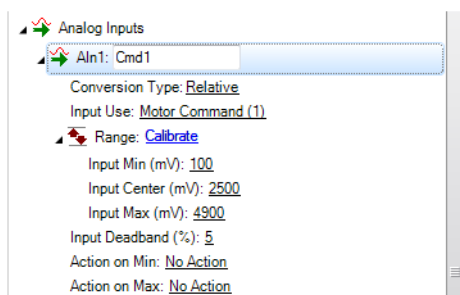 Analog Inputs
AIn1: Cmd1
Conversion Type: Relative
Input Use: Motor Command (1)
Range: Calibrate
Input Min (mV): 100
Input Center (mV): 2500
Input Max (mV): 4900
Input Deadband (%): 5
Action on Min: No Action
Action on Max: No Action